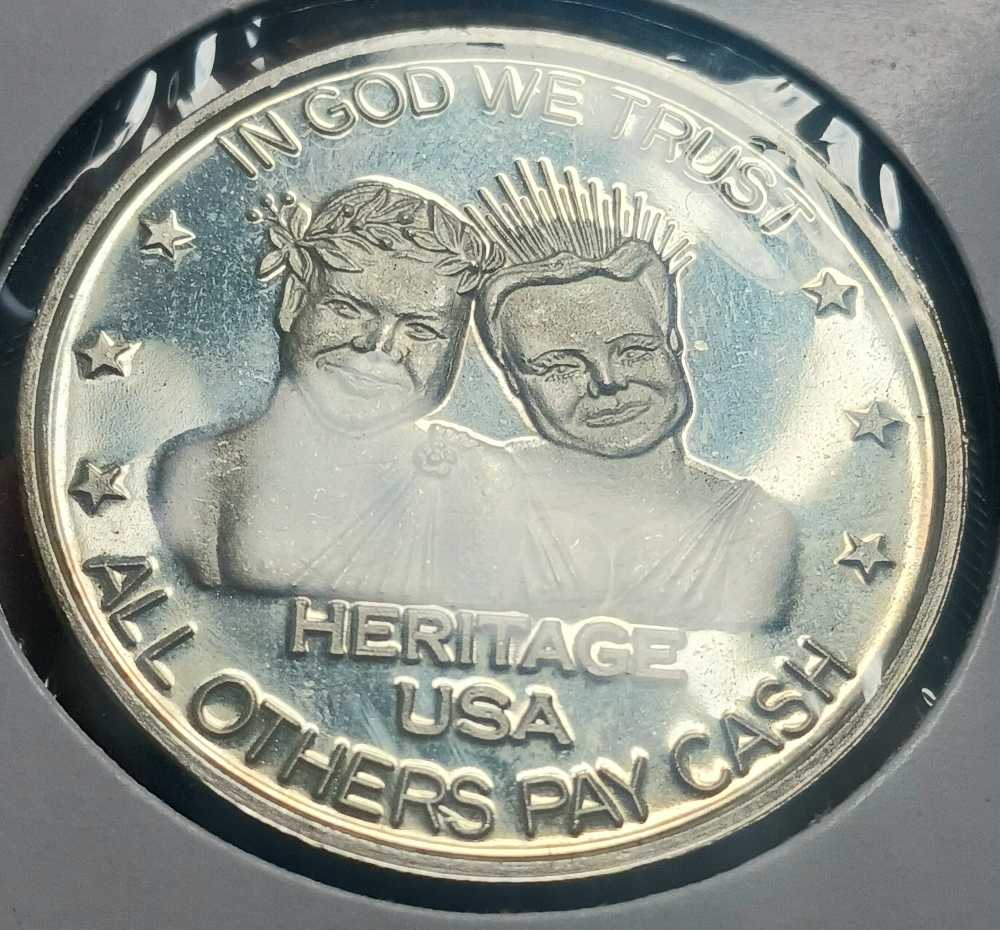 IN GOD WE TRUST
HERITAGE
USA
ALL OTHERS PAY CASH